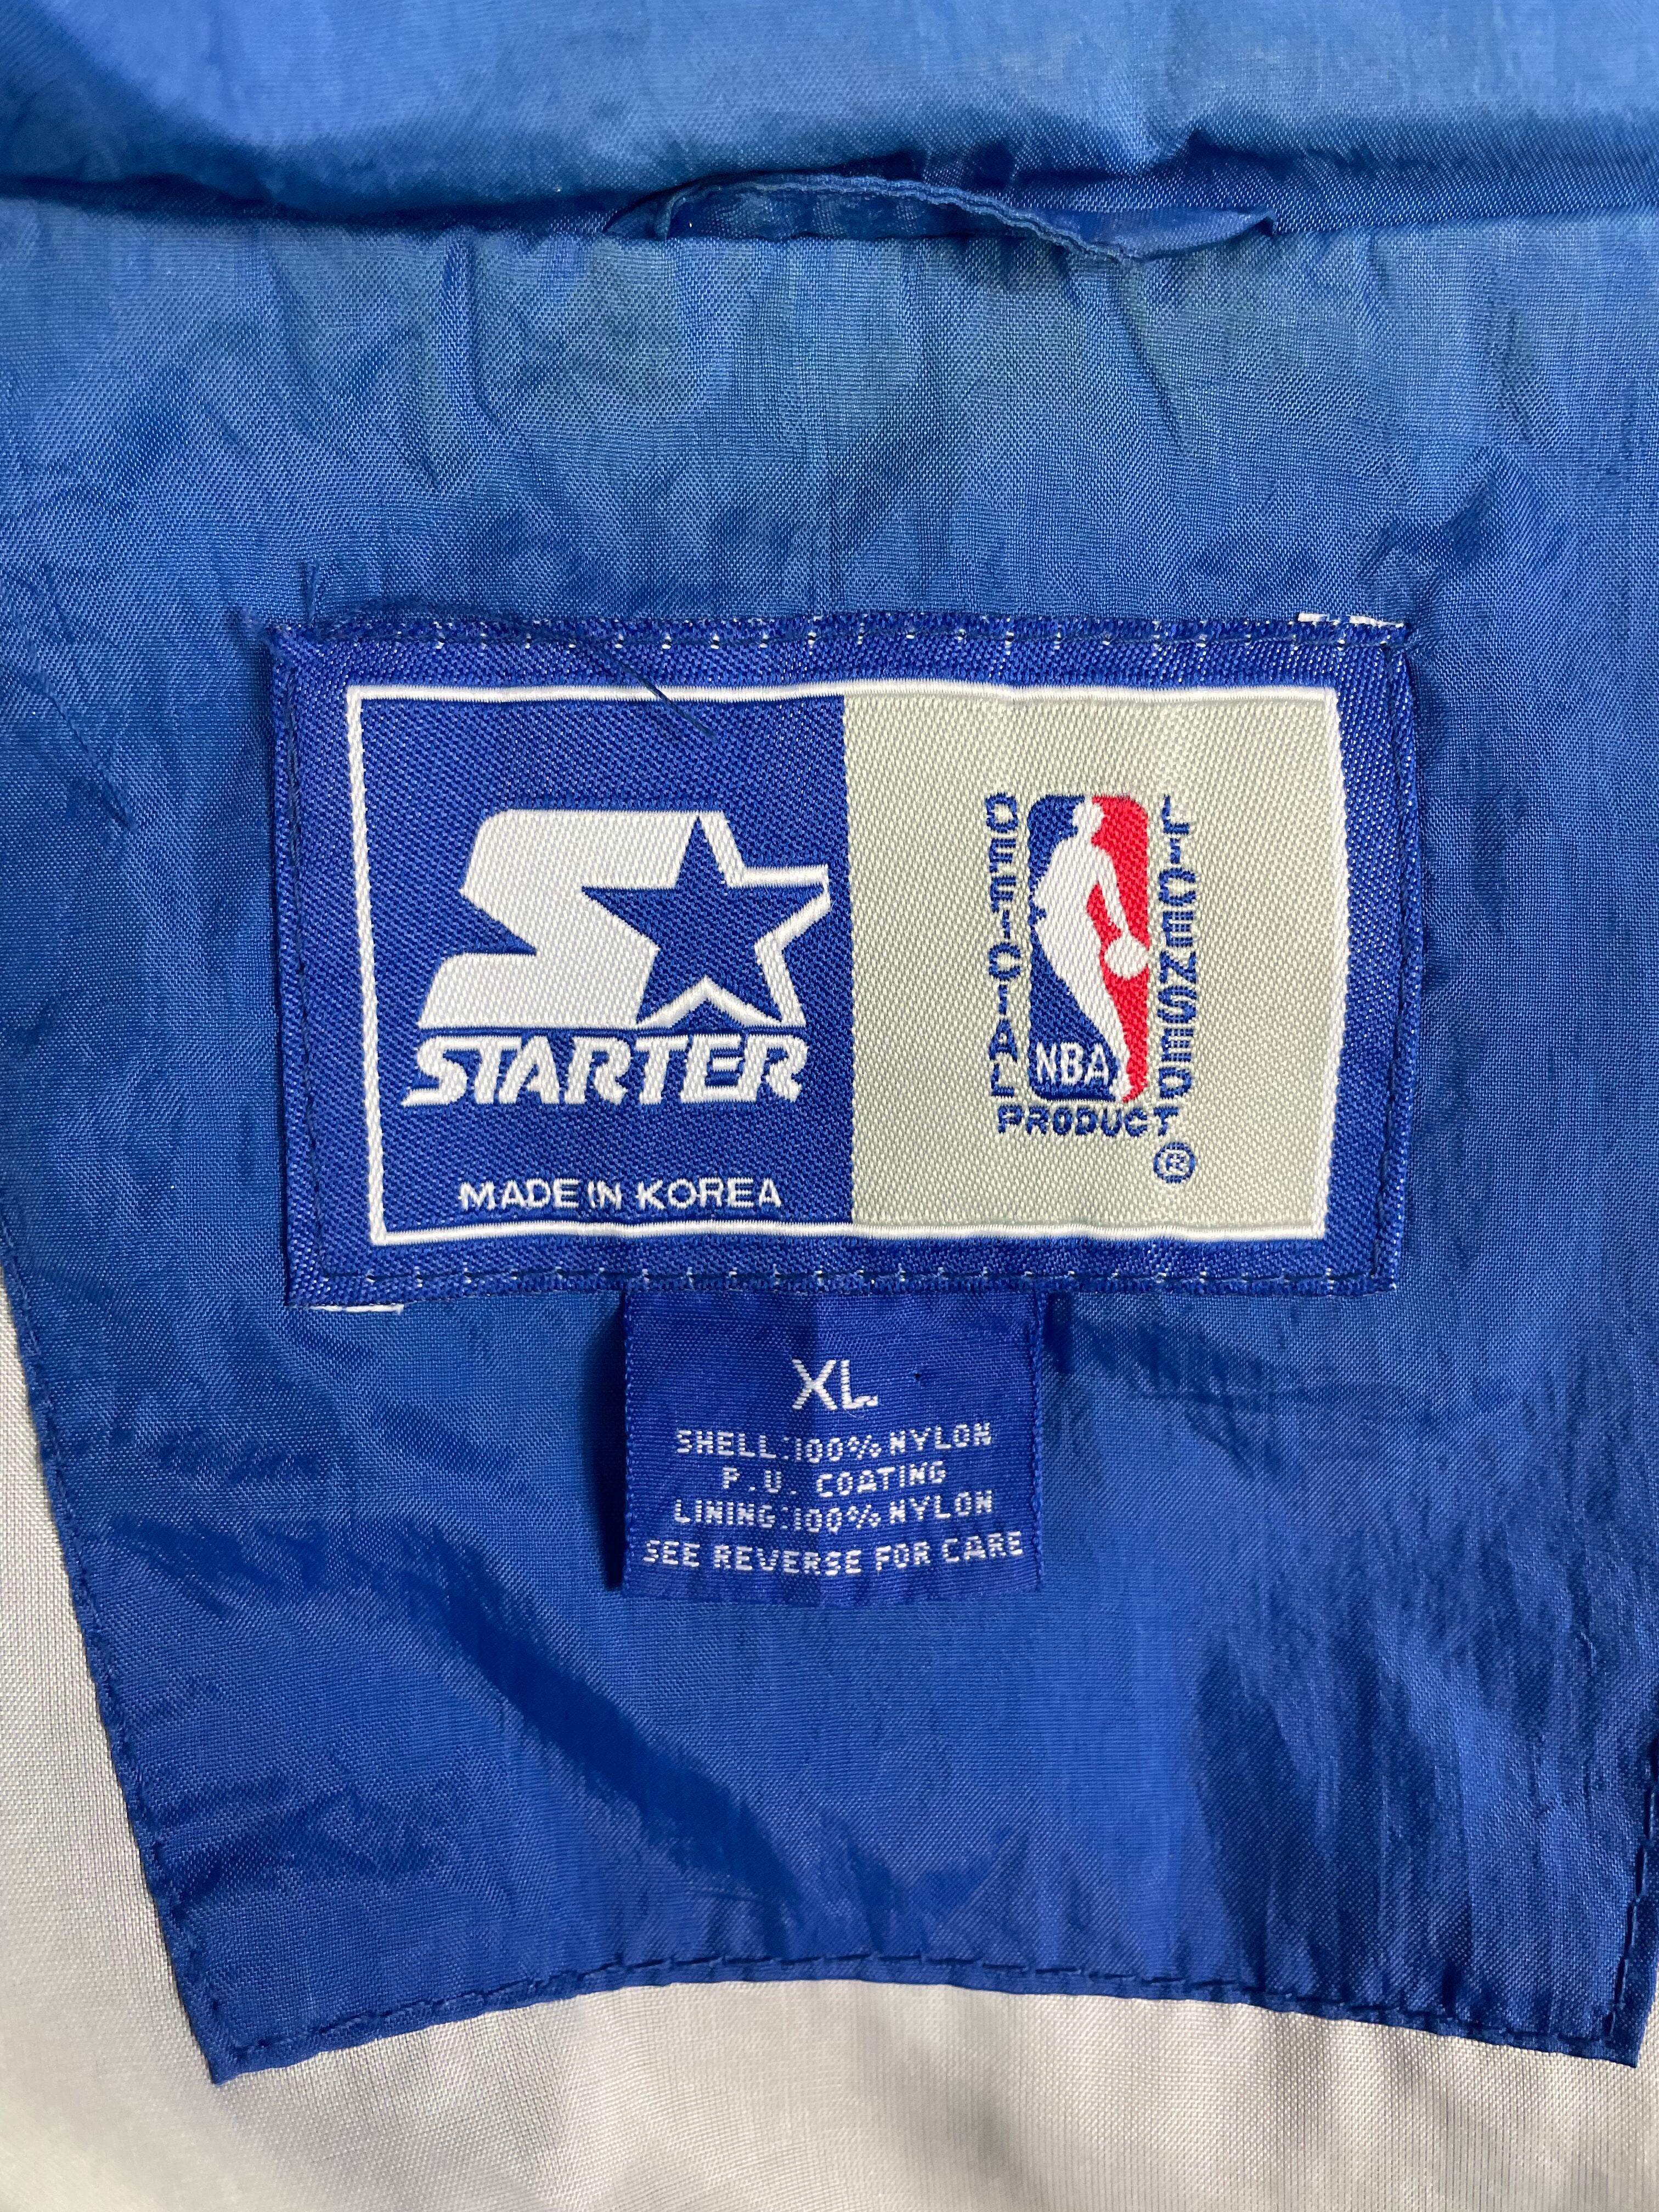 STARTER
MADE IN KOREA
OFFICIAL
LICENSED
NBA
PRODUCT
®
XL
SHELL:100% NYLON
P.U. COATING
LINING:100% NYLON
SEE REVERSE FOR CARE